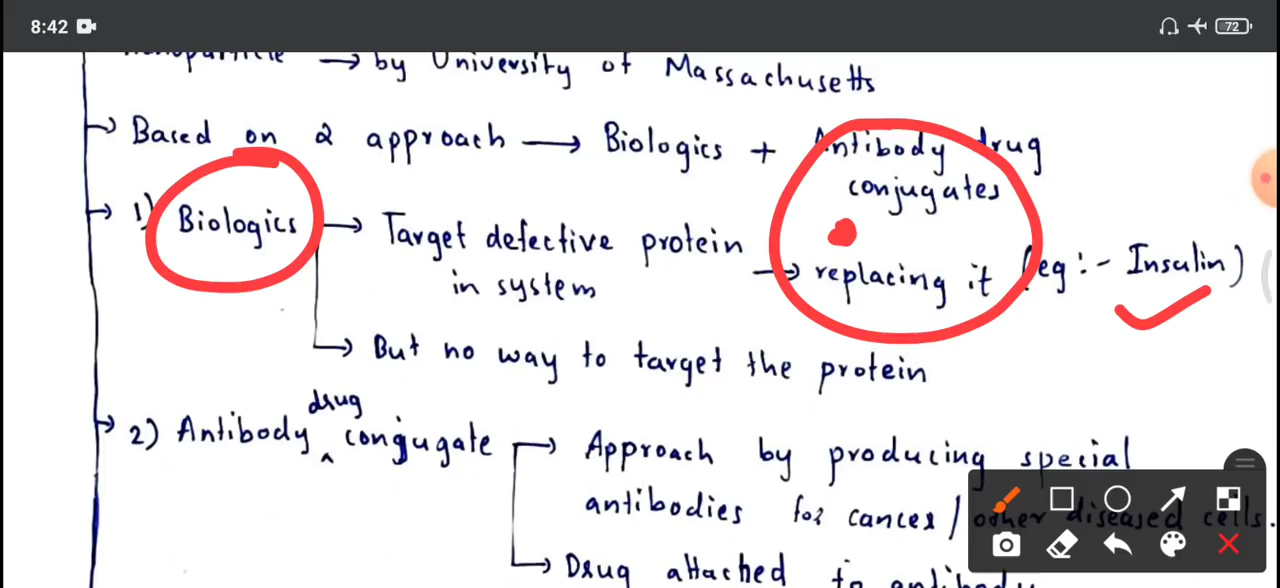 8:42
72
→ by University of Massachusetts
→ Based on 2 approach → Biologics + Antibody drug
conjugates
→ 1) Biologics → Target defective protein
in system → replacing it (eg :- Insulin)
→ But no way to target the protein
drug
→ 2) Antibody ‸ conjugate → Approach by producing special
antibodies for cancer / other diseased cells.
→ Drug attached to antibody